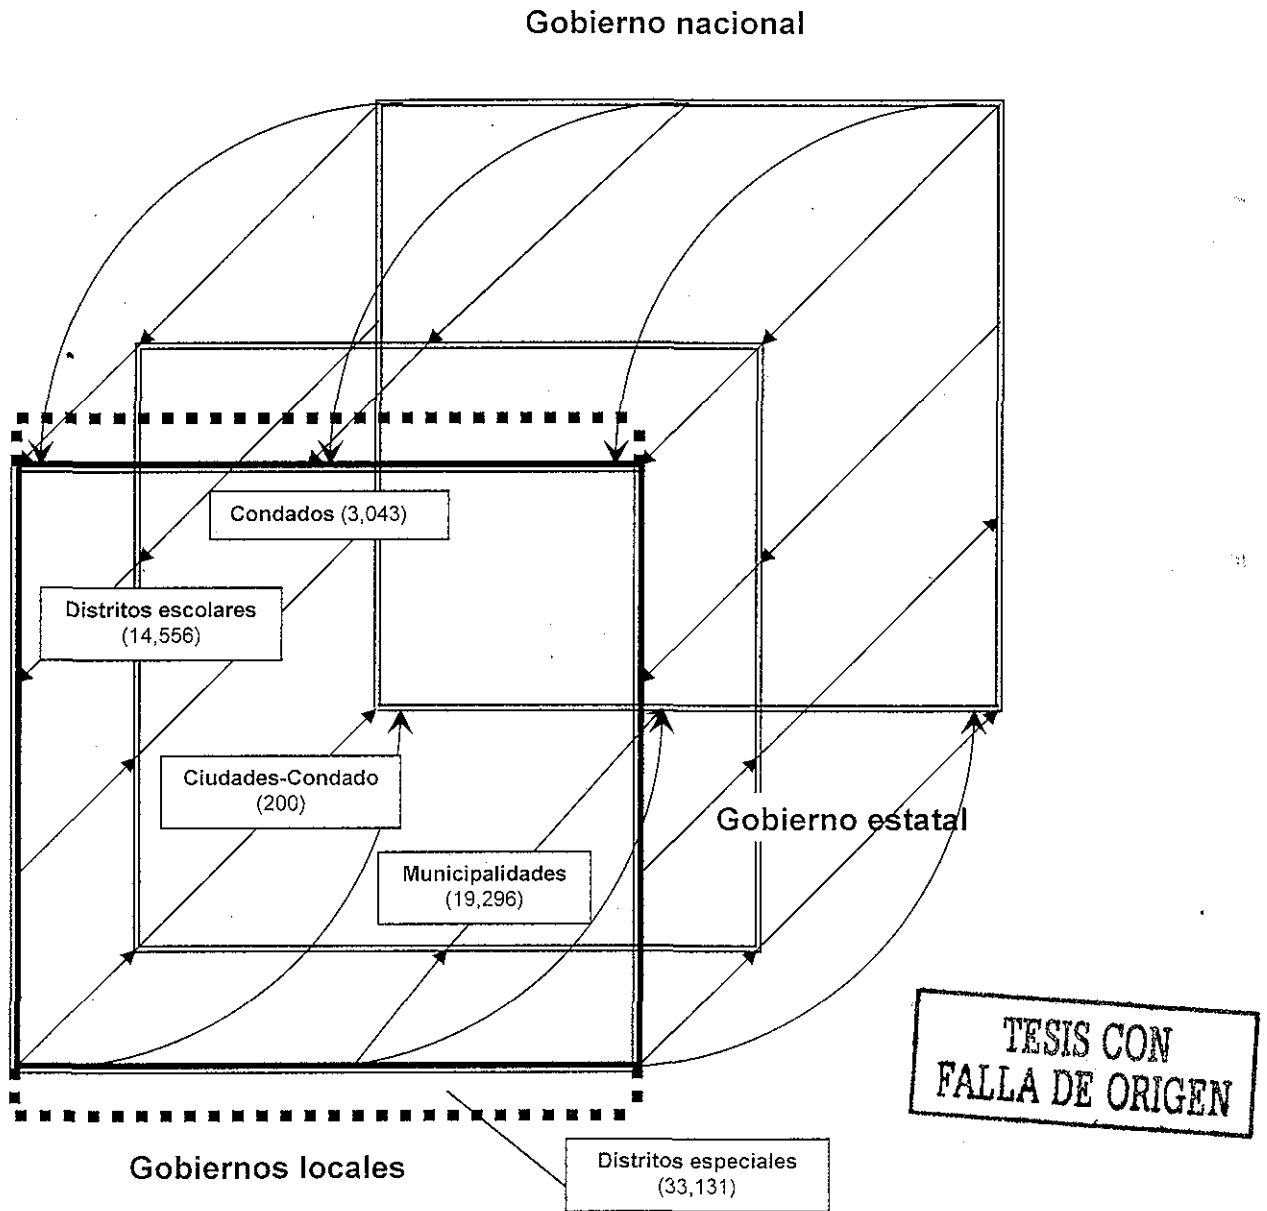 Gobierno nacional
Condados (3,043)
Distritos escolares
(14,556)
Ciudades-Condado
(200)
Gobierno estatal
Municipalidades
(19,296)
TESIS CON
FALLA DE ORIGEN
Gobiernos locales
Distritos especiales
(33,131)